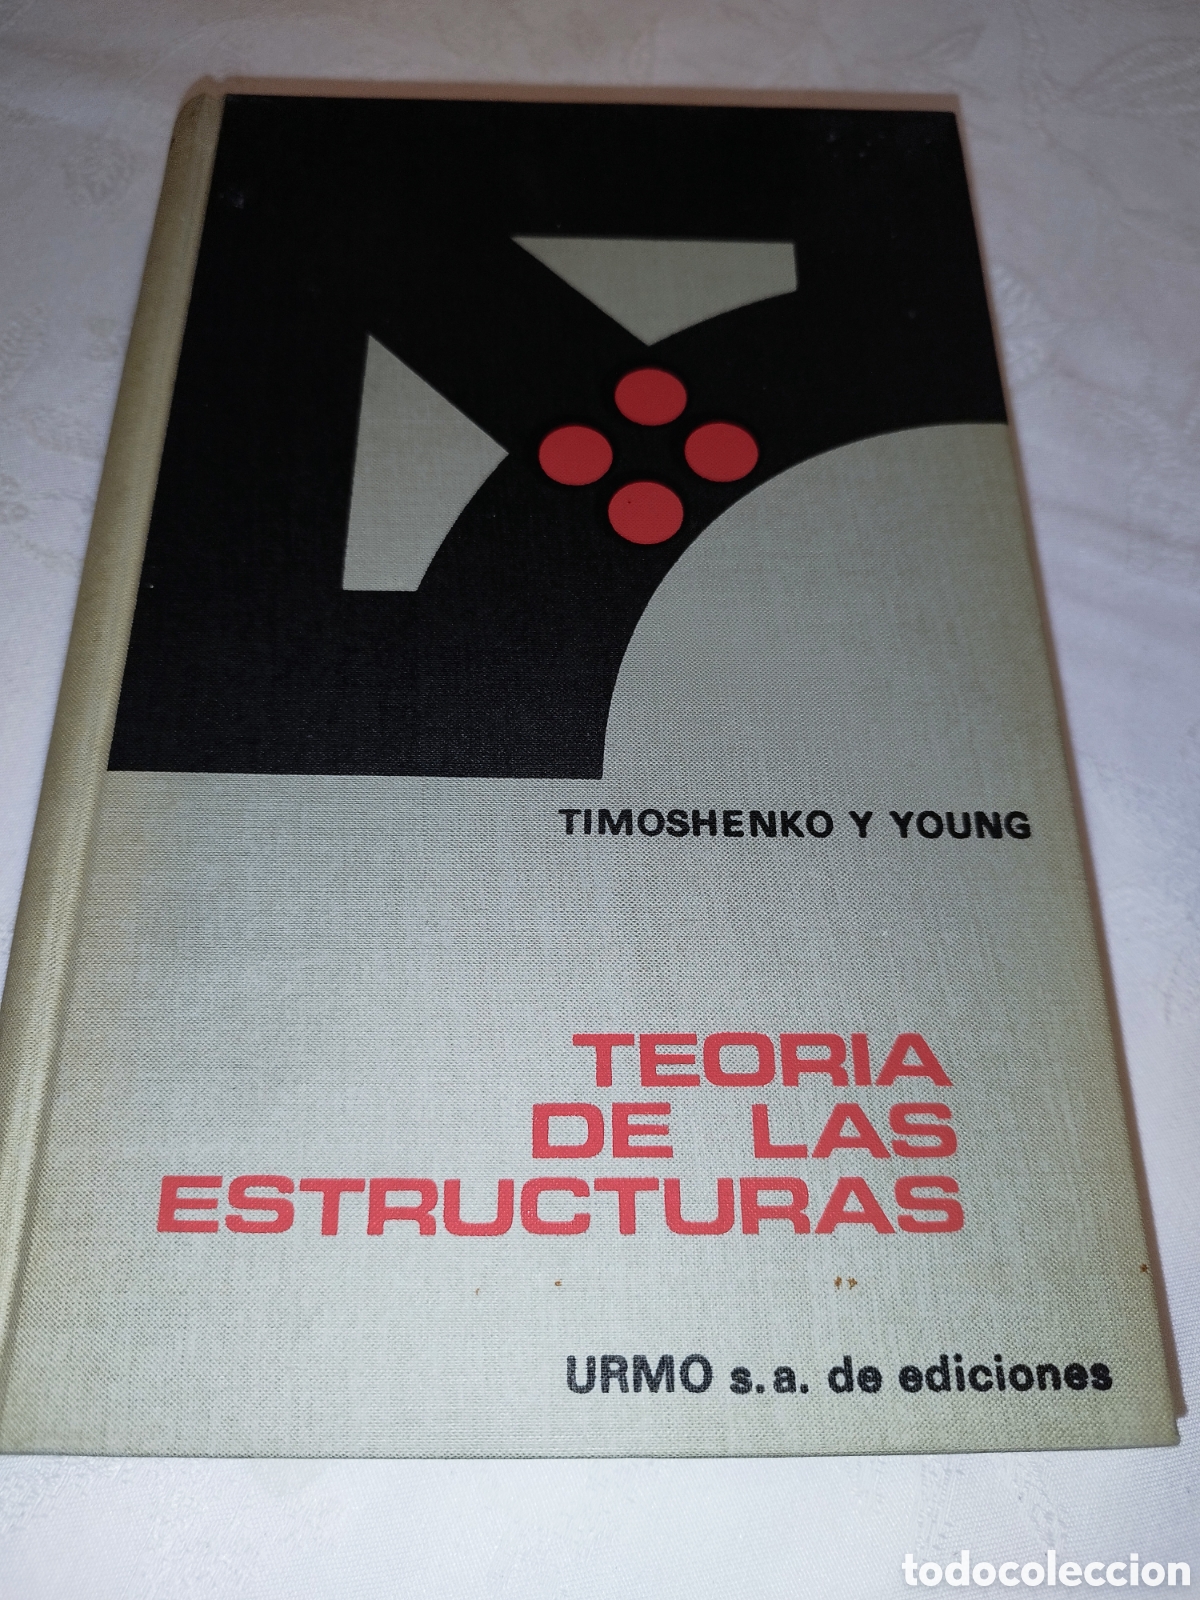 TIMOSHENKO Y YOUNG
TEORIA
DE LAS
ESTRUCTURAS
URMO s.a. de ediciones
todocoleccion